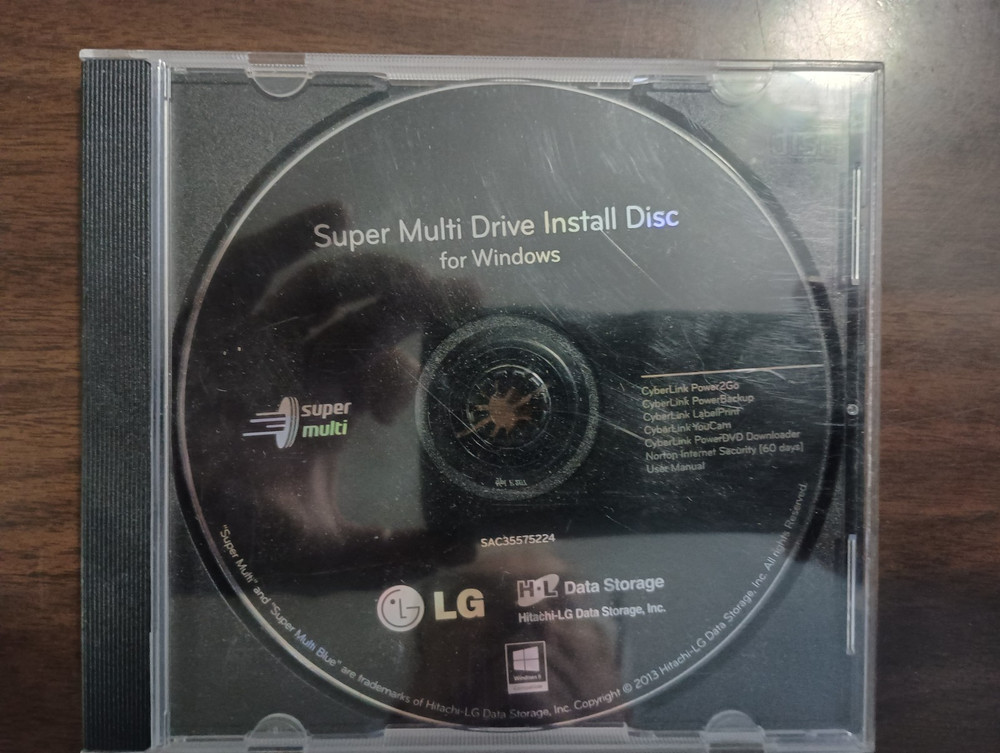 Super Multi Drive Install Disc
for Windows
super
multi
CyberLink Power2Go
CyberLink PowerBackup
CyberLink LabelPrint
CyberLink YouCam
CyberLink PowerDVD Downloader
Norton Internet Security [60 days]
User Manual
SAC35575224
LG
H·L Data Storage
Hitachi-LG Data Storage, Inc.
Windows 8
"Super Multi" and "Super Multi Blue" are trademarks of Hitachi-LG Data Storage, Inc. Copyright © 2013 Hitachi-LG Data Storage, Inc. All rights Reserved.